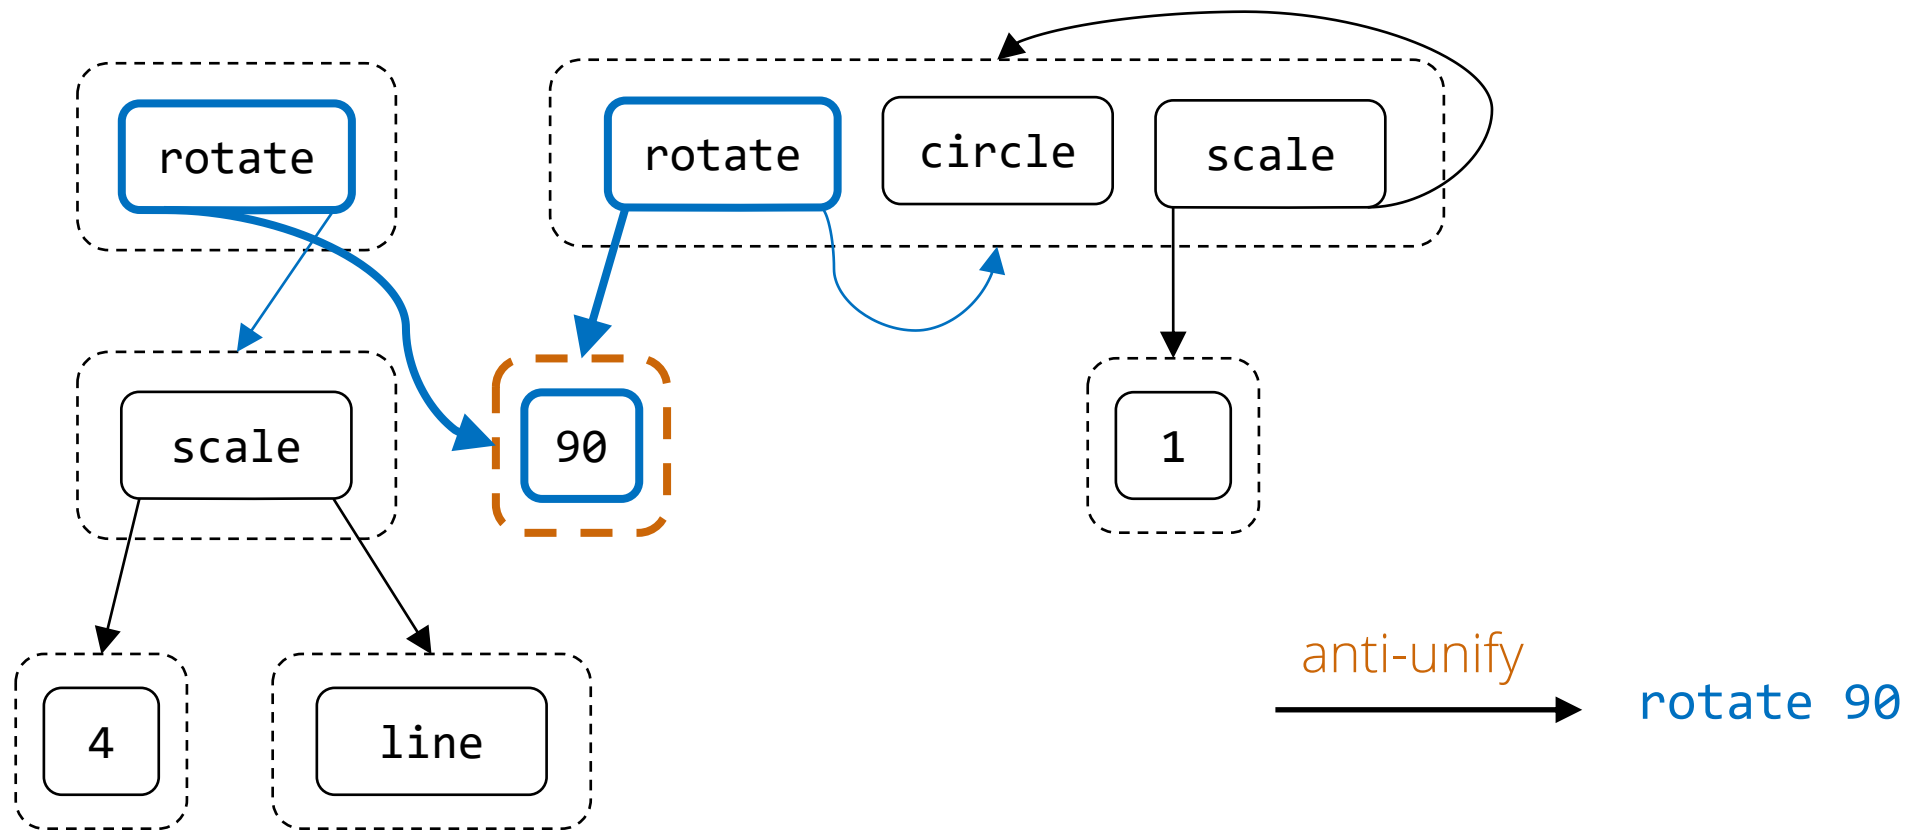 rotate
rotate
circle
scale
scale
90
1
4
line
anti-unify
rotate 90